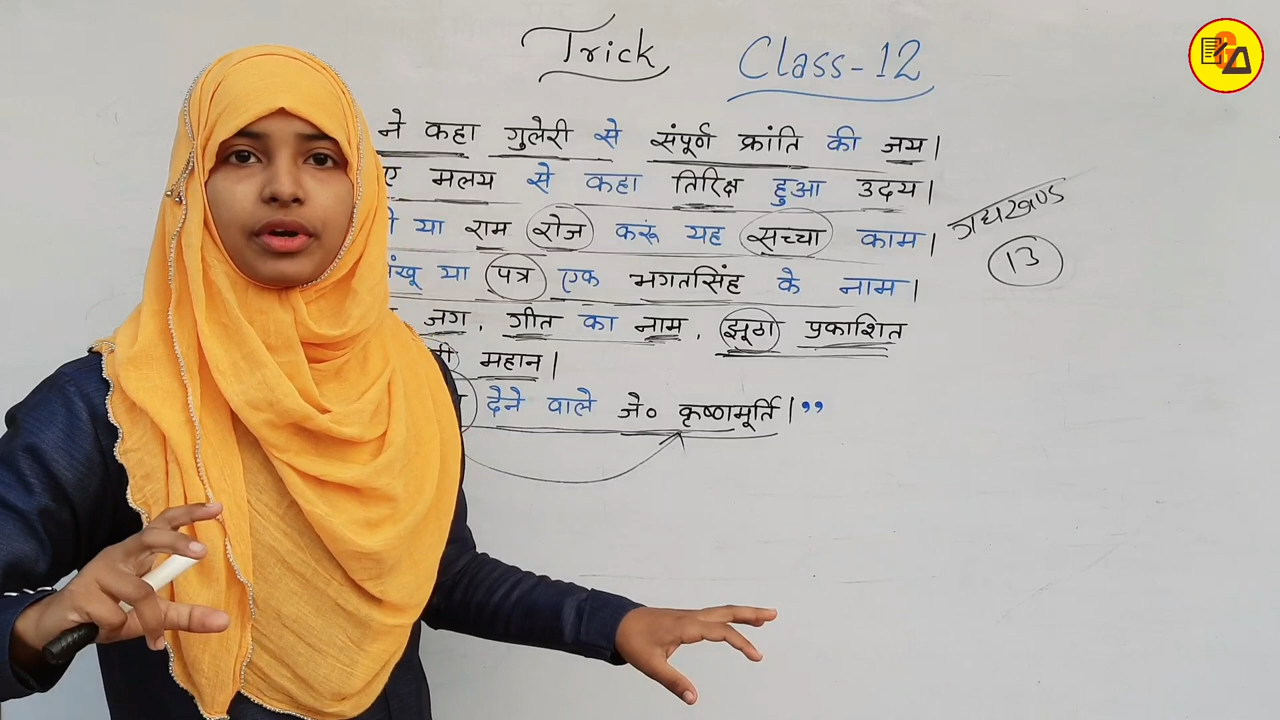 Trick
Class-12
ने कहा गुलेरी से संपूर्ण क्रांति की जय।
ए मलय से कहा तिरिक्ष हुआ उदय।
या राम रोज करूं यह सच्चा काम।
गद्यखण्ड
13
या पत्र एक भगतसिंह के नाम।
जग, गीत का नाम, झूठा प्रकाशित
महान।
देने वाले जे० कृष्णमूर्ति।”